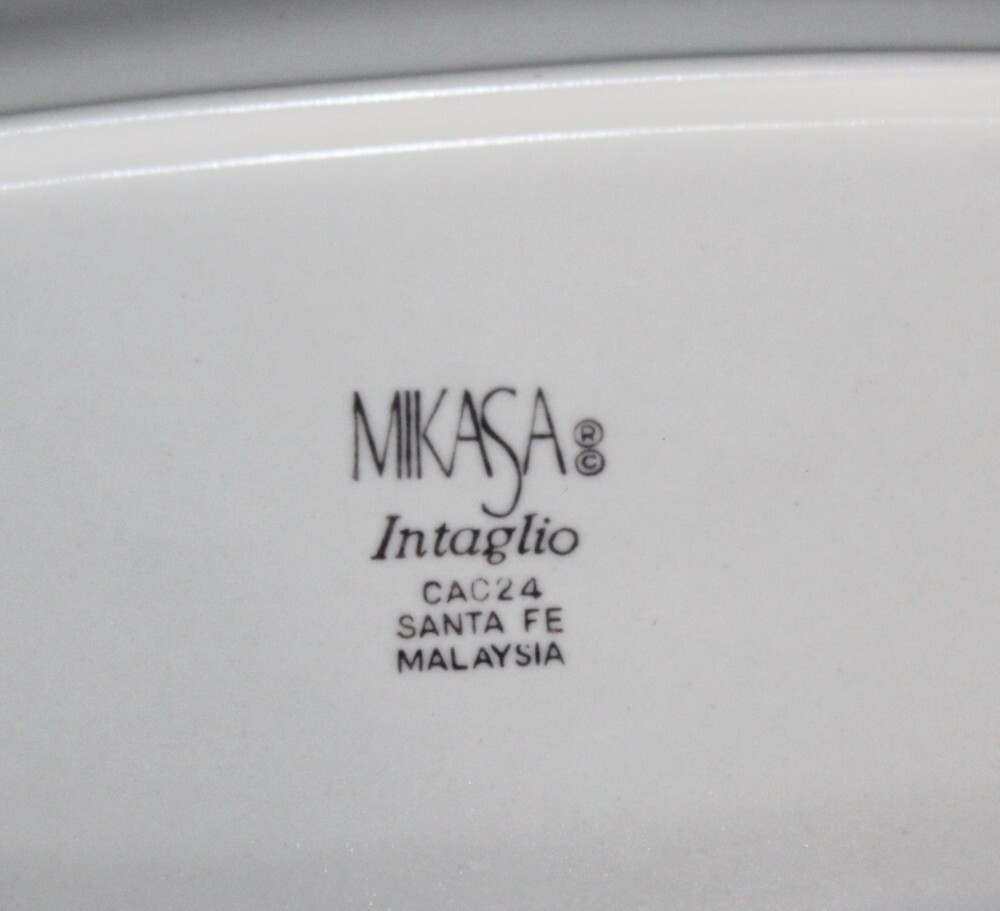 MIKASA ® ©
Intaglio
CAC24
SANTA FE
MALAYSIA